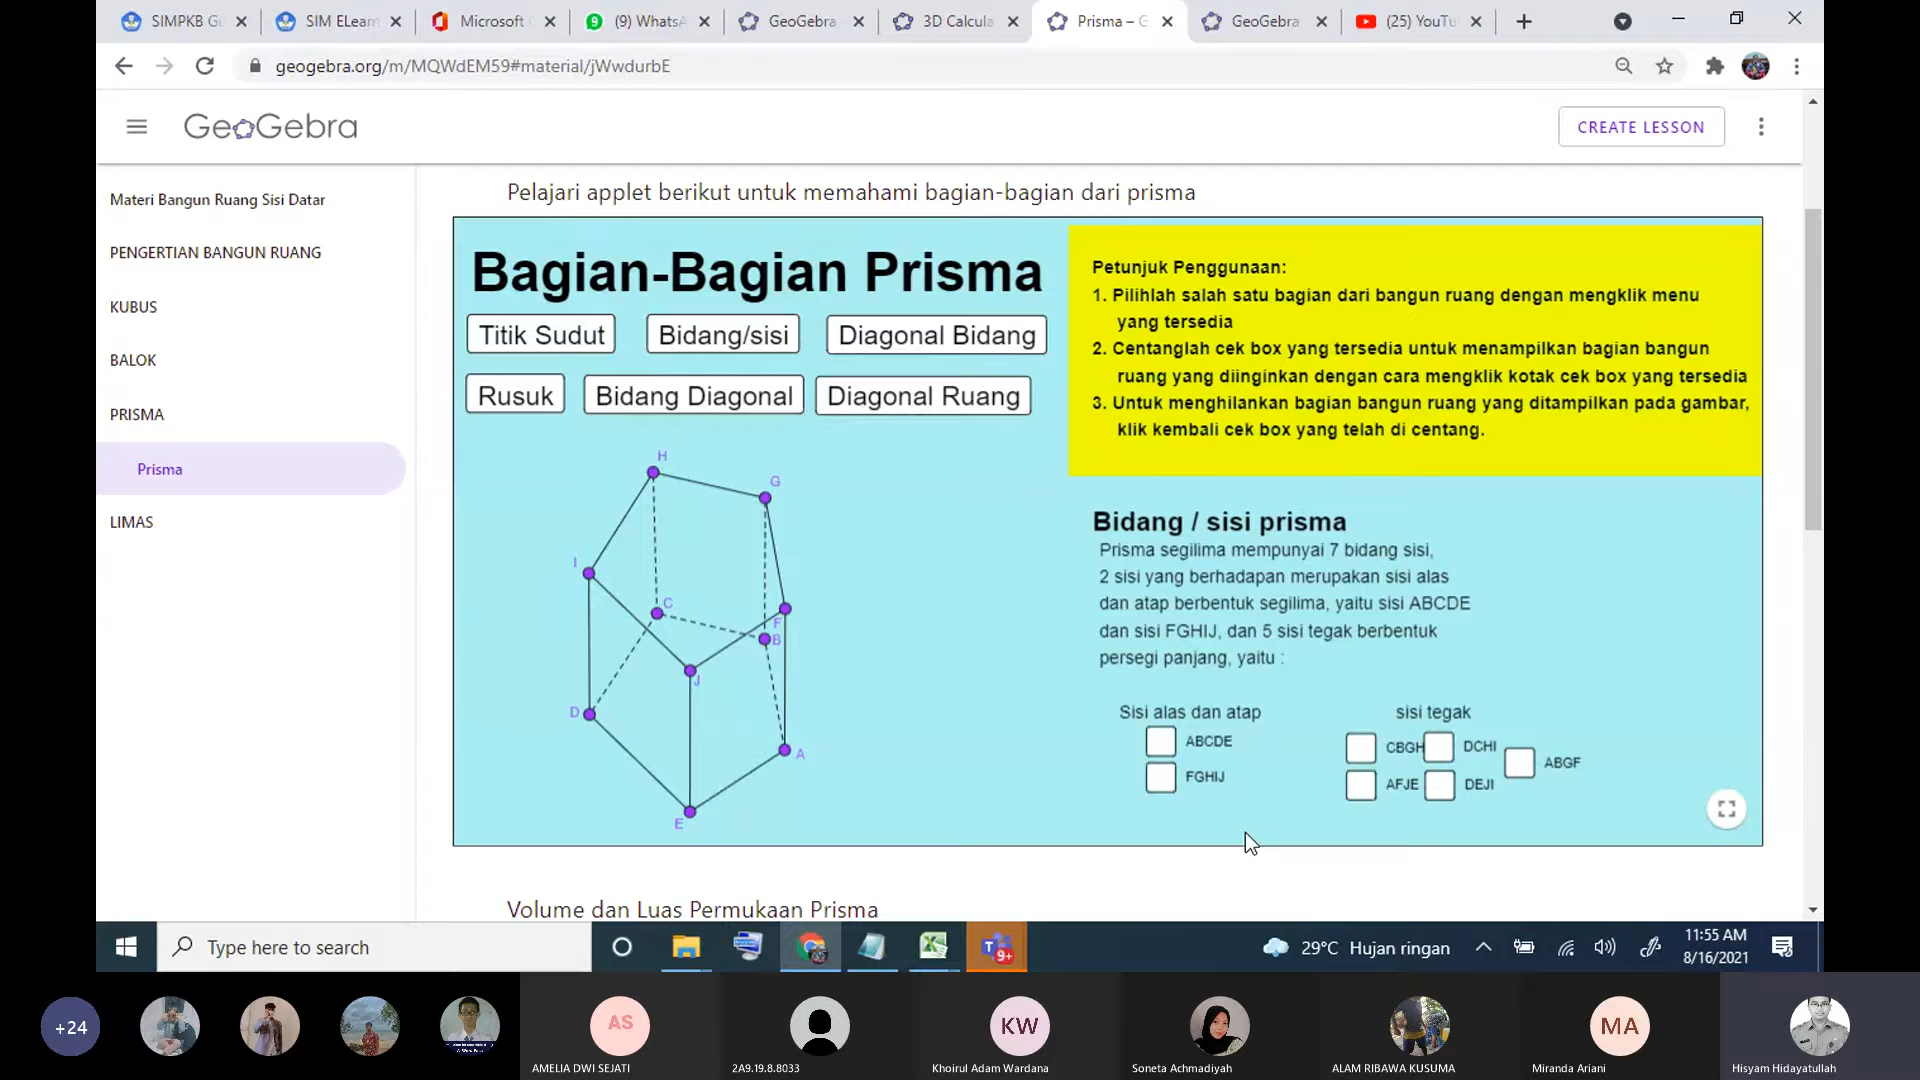 SIMPKB Gu
SIM ELearn
Microsoft
(9) WhatsA
GeoGebra
3D Calcula
Prisma – G
GeoGebra
(25) YouTu
geogebra.org/m/MQWdEM59#material/jWwdurbE
GeoGebra
CREATE LESSON
Materi Bangun Ruang Sisi Datar
PENGERTIAN BANGUN RUANG
KUBUS
BALOK
PRISMA
Prisma
LIMAS
Pelajari applet berikut untuk memahami bagian-bagian dari prisma
Bagian-Bagian Prisma
Titik Sudut
Bidang/sisi
Diagonal Bidang
Rusuk
Bidang Diagonal
Diagonal Ruang
H
G
I
C
F
B
J
D
A
E
Petunjuk Penggunaan:
1. Pilihlah salah satu bagian dari bangun ruang dengan mengklik menu
yang tersedia
2. Centanglah cek box yang tersedia untuk menampilkan bagian bangun
ruang yang diinginkan dengan cara mengklik kotak cek box yang tersedia
3. Untuk menghilankan bagian bangun ruang yang ditampilkan pada gambar,
klik kembali cek box yang telah di centang.
Bidang / sisi prisma
Prisma segilima mempunyai 7 bidang sisi,
2 sisi yang berhadapan merupakan sisi alas
dan atap berbentuk segilima, yaitu sisi ABCDE
dan sisi FGHIJ, dan 5 sisi tegak berbentuk
persegi panjang, yaitu :
Sisi alas dan atap
ABCDE
FGHIJ
sisi tegak
CBGH
DCHI
ABGF
AFJE
DEJI
Volume dan Luas Permukaan Prisma
Type here to search
9+
29°C Hujan ringan
11:55 AM
8/16/2021
+24
AS
AMELIA DWI SEJATI
2A9.19.8.8033
KW
Khoirul Adam Wardana
Soneta Achmadiyah
ALAM RIBAWA KUSUMA
MA
Miranda Ariani
Hisyam Hidayatullah